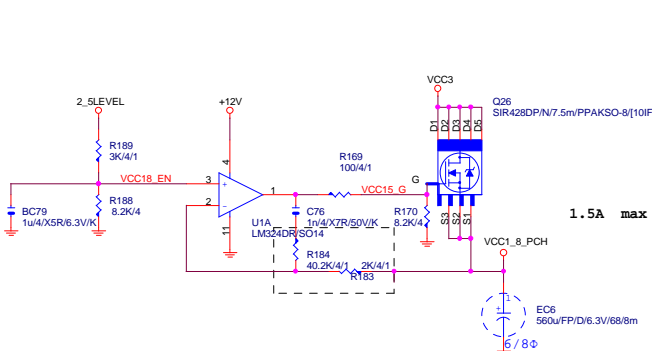 VCC3
2_5LEVEL
+12V
Q26
SIR428DP/N/7.5m/PPAKSO-8/[10IF
D1
D2
D3
D4
D5
R189
3K/4/1
4
R169
100/4/1
VCC18_EN
3
+
1
VCC15_G
G
2
−
R188
8.2K/4
BC79
1u/4/X5R/6.3V/K
C76
1n/4/X7R/50V/K
R170
8.2K/4
S3
S2
S1
1.5A max
11
U1A
LM324DR/SO14
VCC1_8_PCH
R184
40.2K/4/1
2K/4/1
R183
1
+
EC6
560u/FP/D/6.3V/68/8m
6/8Φ